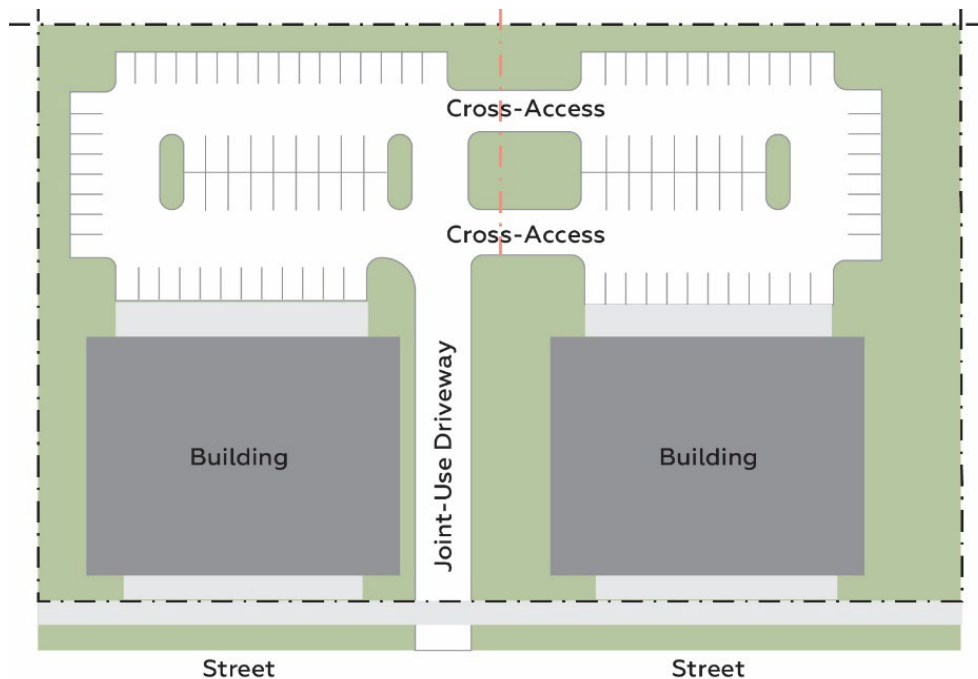 Cross-Access
Cross-Access
Joint-Use Driveway
Building
Building
Street
Street